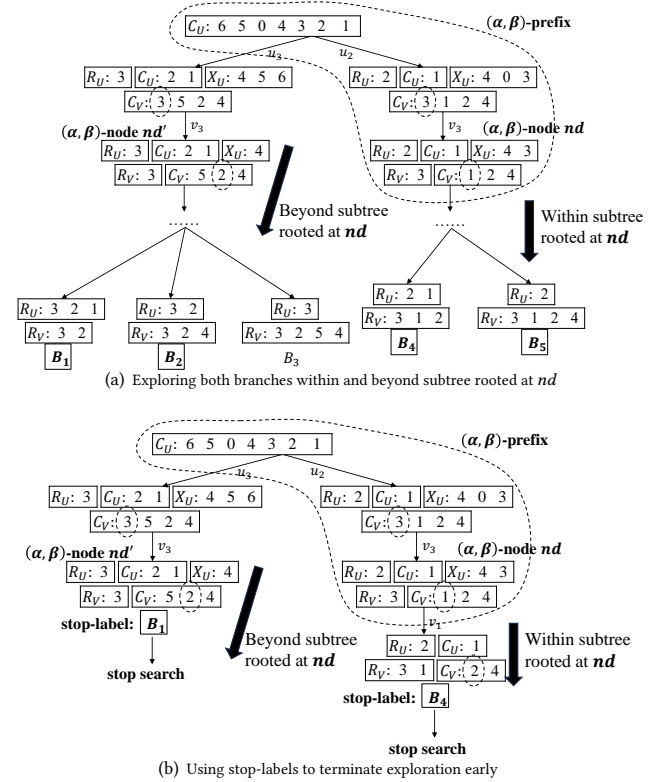 C_U: 6 5 0 4 3 2 1
(α, β)-prefix
u_3 u_2
R_U: 3 C_U: 2 1 X_U: 4 5 6
R_U: 2 C_U: 1 X_U: 4 0 3
C_V: 3 5 2 4
C_V: 3 1 2 4
v_3
v_3
(α, β)-node nd′
(α, β)-node nd
R_U: 3 C_U: 2 1 X_U: 4
R_U: 2 C_U: 1 X_U: 4 3
R_V: 3 C_V: 5 2 4
R_V: 3 C_V: 1 2 4
Beyond subtree
rooted at nd
Within subtree
rooted at nd
......
......
R_U: 3 2 1
R_V: 3 2
B_1
R_U: 3 2
R_V: 3 2 4
B_2
R_U: 3
R_V: 3 2 5 4
B_3
R_U: 2 1
R_V: 3 1 2
B_4
R_U: 2
R_V: 3 1 2 4
B_5
(a) Exploring both branches within and beyond subtree rooted at nd
C_U: 6 5 0 4 3 2 1
(α, β)-prefix
u_3 u_2
R_U: 3 C_U: 2 1 X_U: 4 5 6
R_U: 2 C_U: 1 X_U: 4 0 3
C_V: 3 5 2 4
C_V: 3 1 2 4
v_3
v_3
(α, β)-node nd′
(α, β)-node nd
R_U: 3 C_U: 2 1 X_U: 4
R_U: 2 C_U: 1 X_U: 4 3
R_V: 3 C_V: 5 2 4
R_V: 3 C_V: 1 2 4
stop-label: B_1
stop search
Beyond subtree
rooted at nd
v_1
R_U: 2 C_U: 1
R_V: 3 1 C_V: 2 4
Within subtree
rooted at nd
stop-label: B_4
stop search
(b) Using stop-labels to terminate exploration early